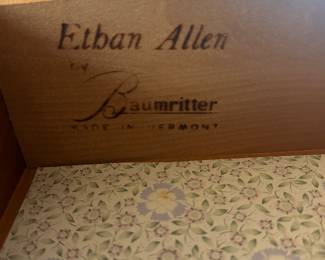 Ethan Allen
by
Baumritter
MADE IN VERMONT